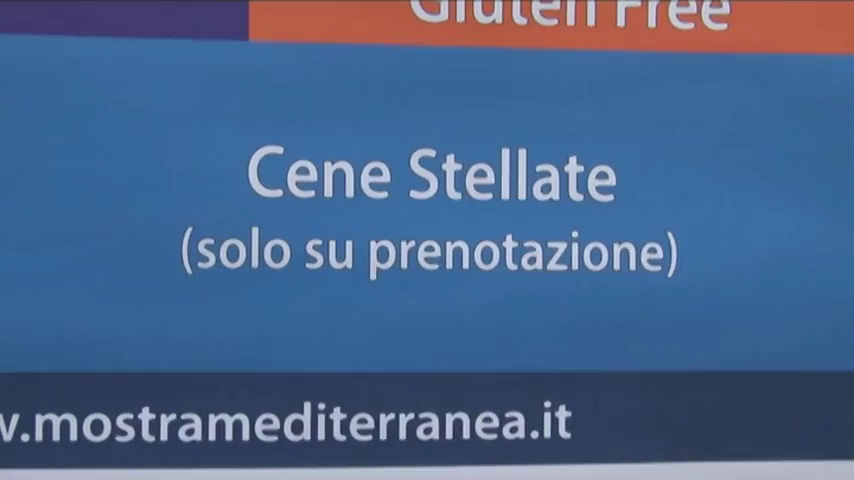 Gluten Free
Cene Stellate
(solo su prenotazione)
w.mostramediterranea.it